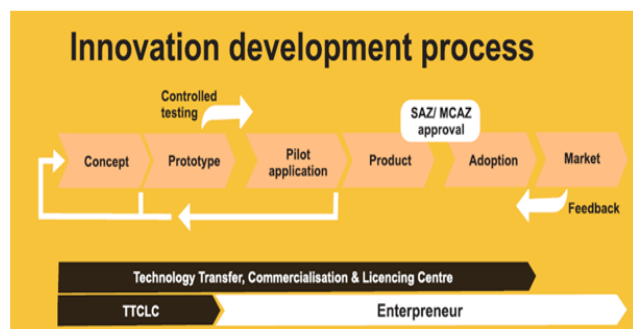 Innovation development process
Controlled
testing
SAZ/ MCAZ
approval
Concept
Prototype
Pilot
application
Product
Adoption
Market
Feedback
Technology Transfer, Commercialisation & Licencing Centre
TTCLC
Enterpreneur